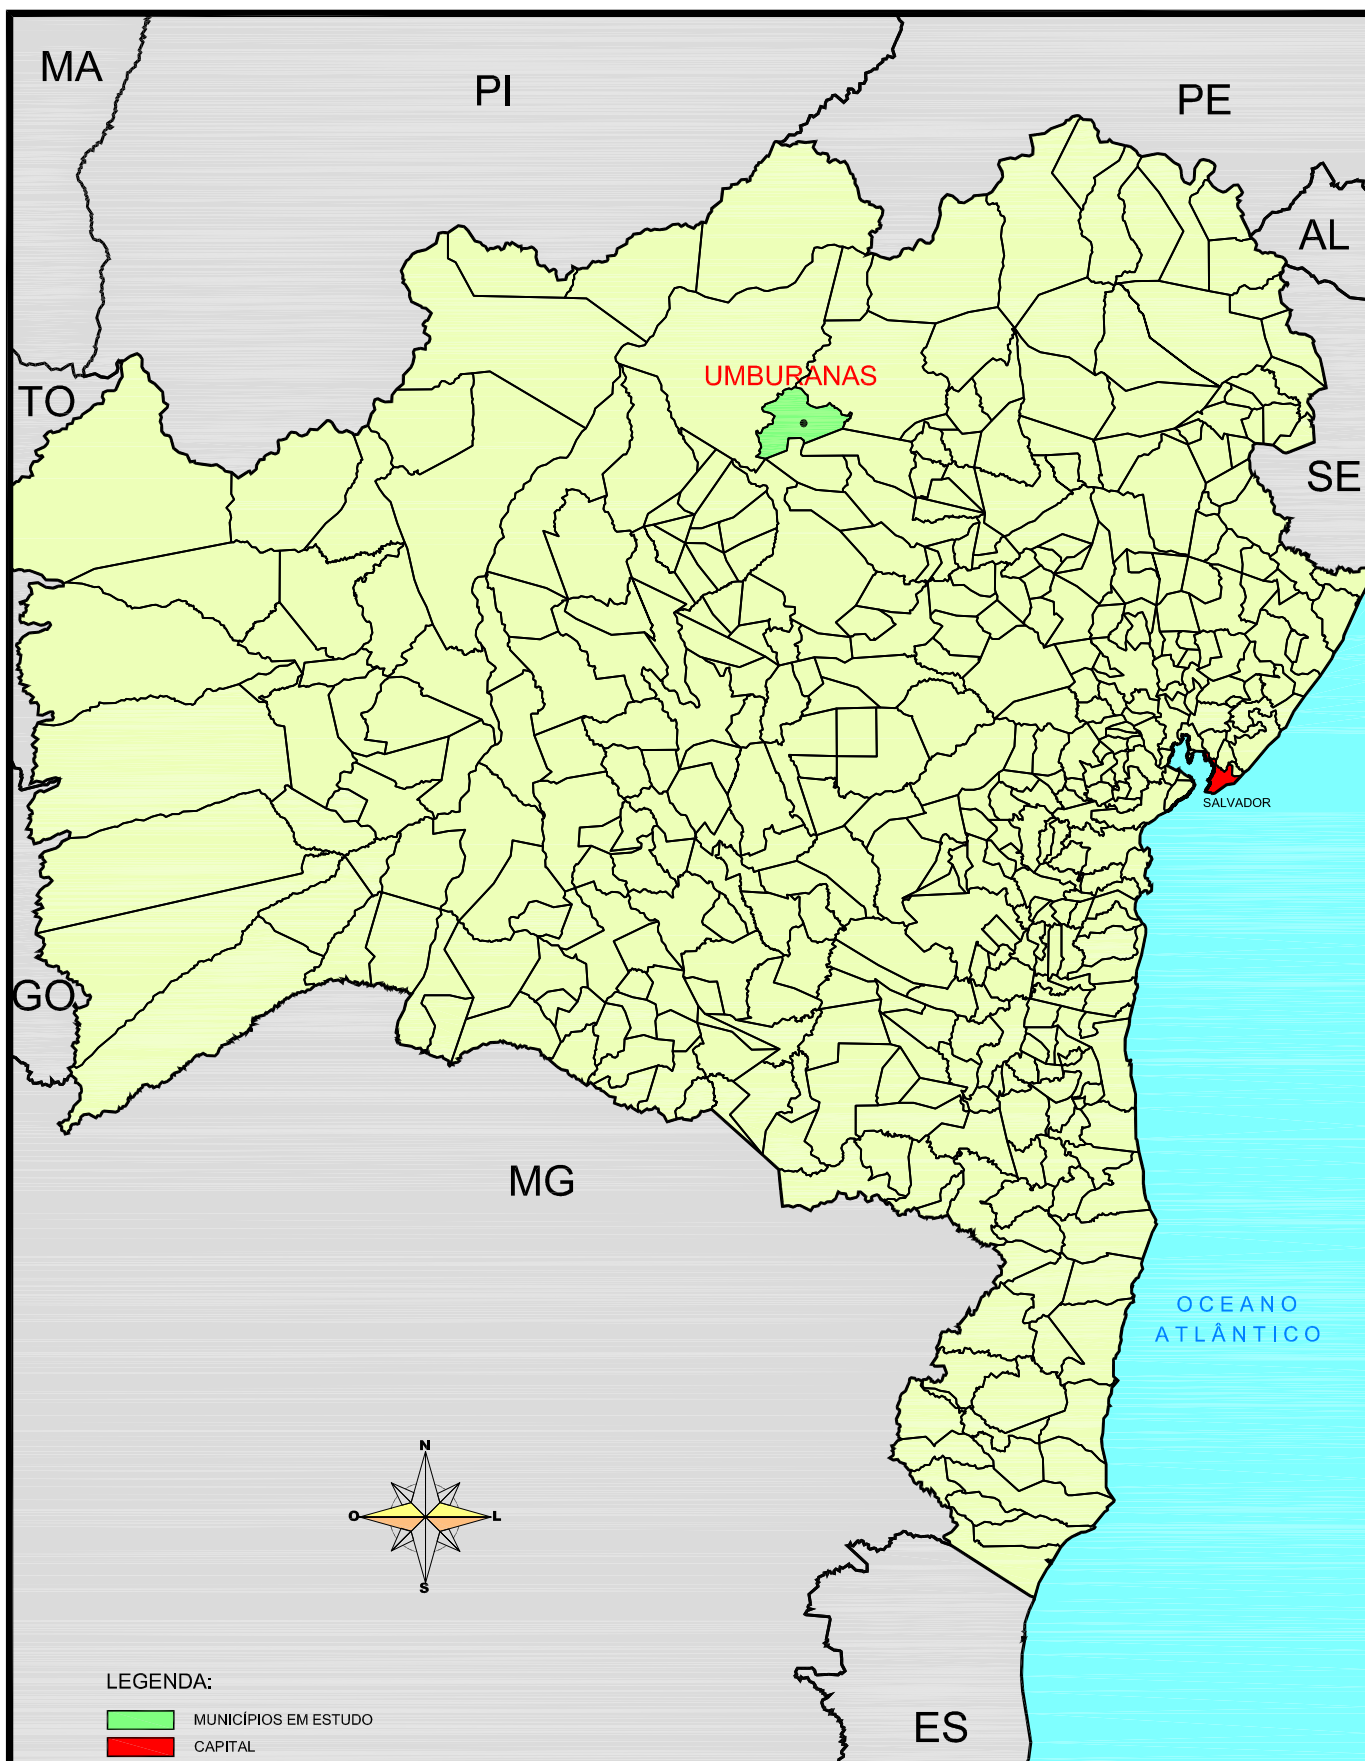 MA
PI
PE
AL
UMBURANAS
TO
SE
SALVADOR
GO
MG
OCEANO
ATLÂNTICO
N
O
L
S
LEGENDA:
MUNICÍPIOS EM ESTUDO
CAPITAL
ES